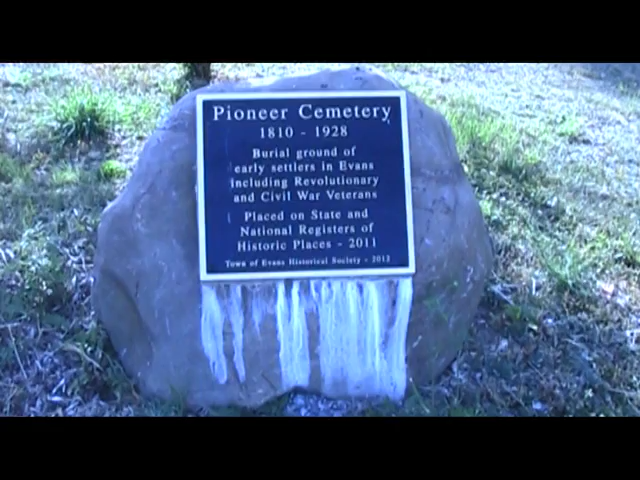 Pioneer Cemetery
1810 - 1928
Burial ground of
early settlers in Evans
including Revolutionary
and Civil War Veterans
Placed on State and
National Registers of
Historic Places - 2011
Town of Evans Historical Society - 2012